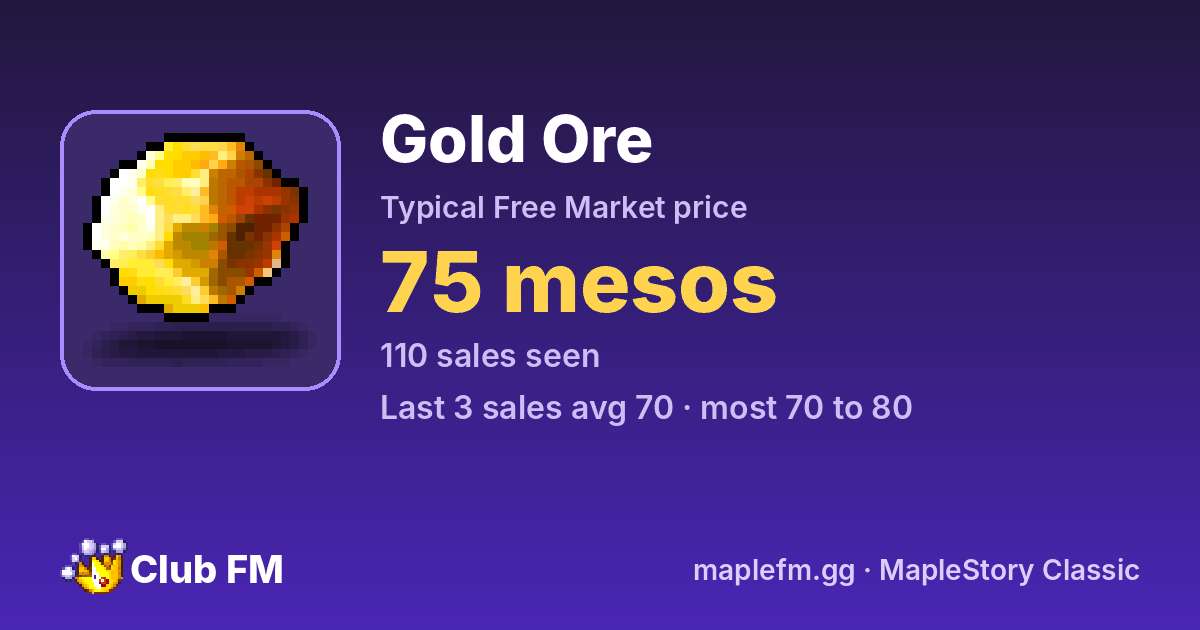 Gold Ore
Typical Free Market price
75 mesos
110 sales seen
Last 3 sales avg 70 · most 70 to 80
Club FM
maplefm.gg · MapleStory Classic